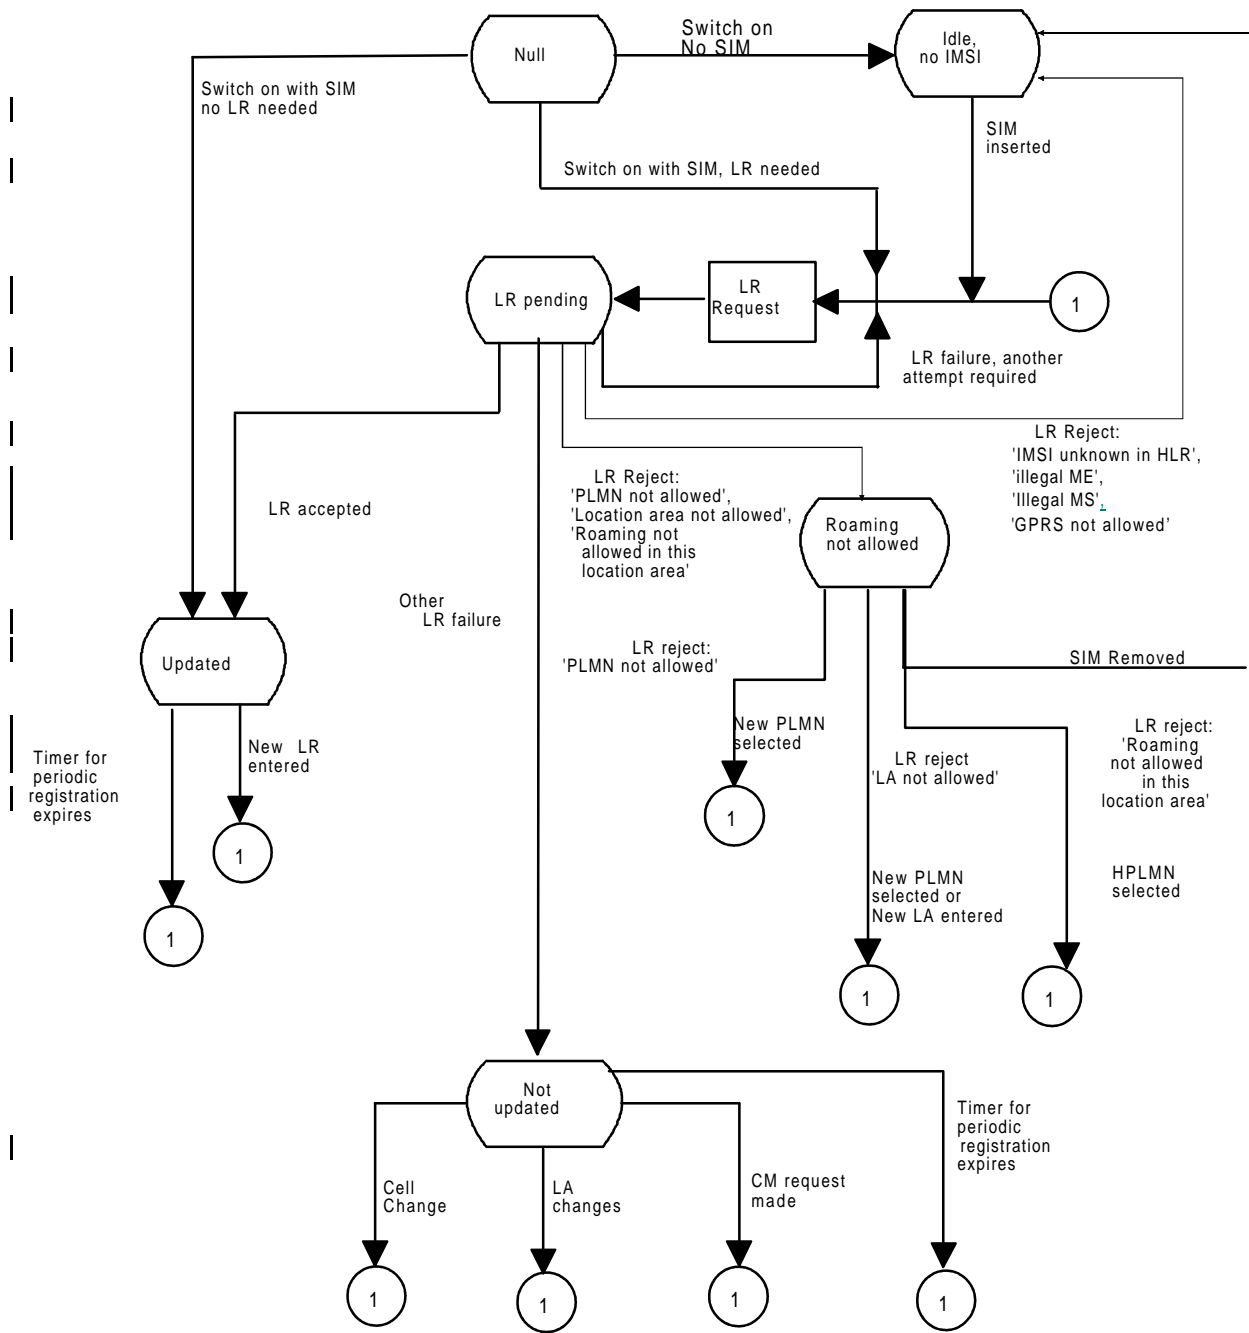 Switch on
No SIM
Null
Idle,
no IMSI
Switch on with SIM
no LR needed
SIM
inserted
Switch on with SIM, LR needed
LR pending
LR
Request
1
LR failure, another
attempt required
LR Reject:
'IMSI unknown in HLR',
'illegal ME',
'Illegal MS',
'GPRS not allowed'
LR Reject:
'PLMN not allowed',
'Location area not allowed',
'Roaming not
allowed in this
location area'
LR accepted
Roaming
not allowed
Other
LR failure
Updated
LR reject:
'PLMN not allowed'
SIM Removed
New PLMN
selected
LR reject
'LA not allowed'
LR reject:
'Roaming
not allowed
in this
location area'
Timer for
periodic
registration
expires
New LR
entered
1
1
1
New PLMN
selected or
New LA entered
HPLMN
selected
1
1
Not
updated
Timer for
periodic
registration
expires
Cell
Change
LA
changes
CM request
made
1
1
1
1